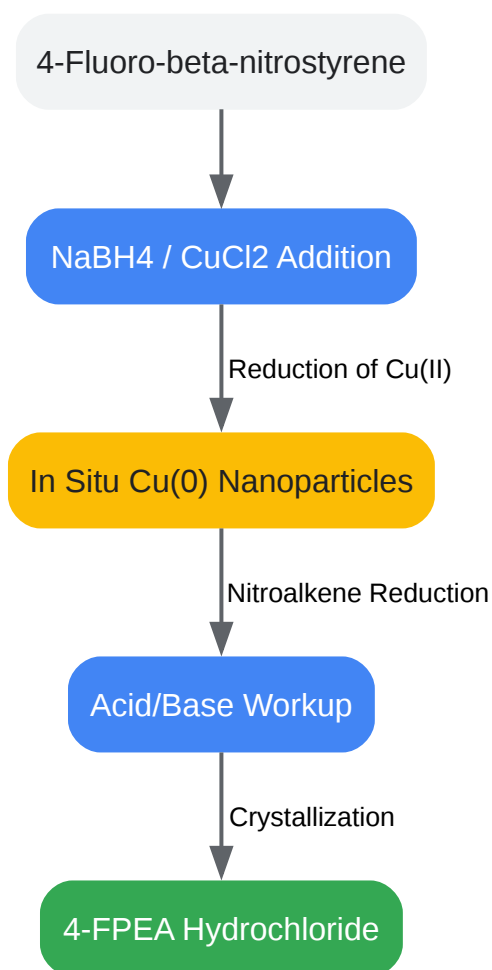 4-Fluoro-beta-nitrostyrene
NaBH4 / CuCl2 Addition
Reduction of Cu(II)
In Situ Cu(0) Nanoparticles
Nitroalkene Reduction
Acid/Base Workup
Crystallization
4-FPEA Hydrochloride